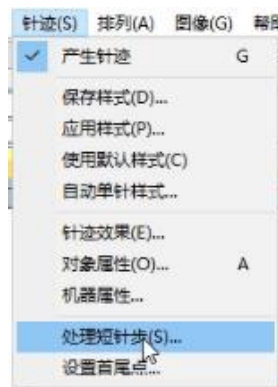 针迹(S) 排列(A) 图像(G)
产生针迹 G
保存样式(D)...
应用样式(P)...
使用默认样式(C)
自动单针样式...
针迹效果(E)...
对象属性(O)... A
机器属性...
处理短针步(S)...
设置首尾点...